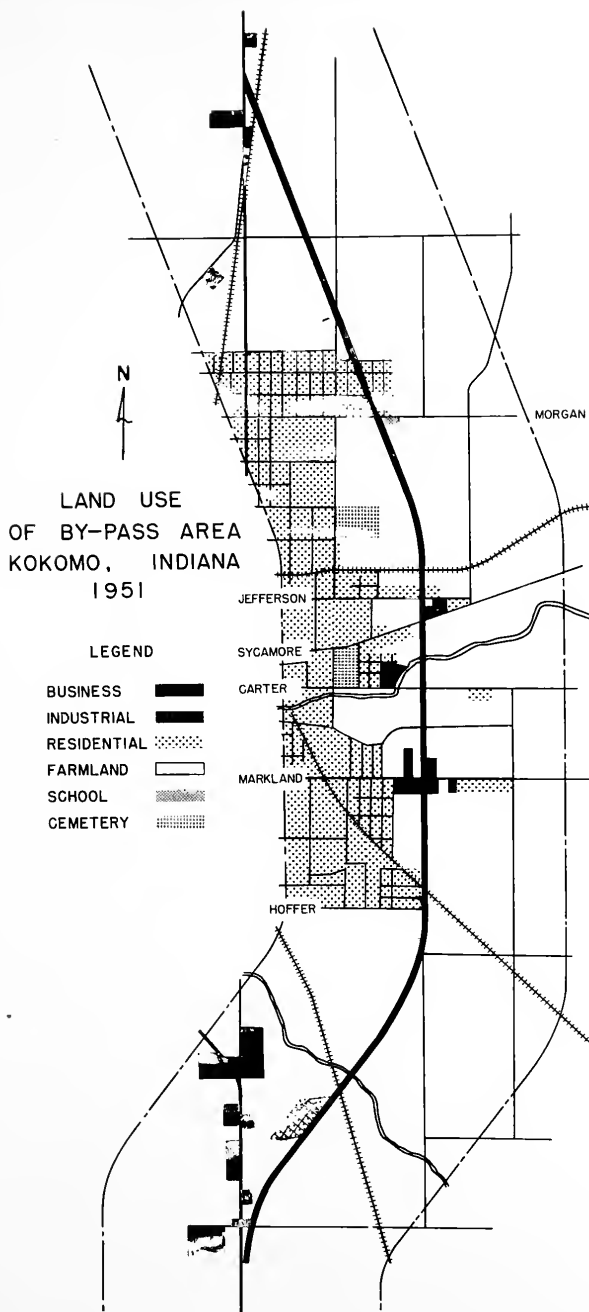 MORGAN
N
LAND USE
OF BY-PASS AREA
KOKOMO, INDIANA
1951
JEFFERSON
LEGEND
SYCAMORE
BUSINESS
CARTER
INDUSTRIAL
RESIDENTIAL
FARMLAND
MARKLAND
SCHOOL
CEMETERY
HOFFER